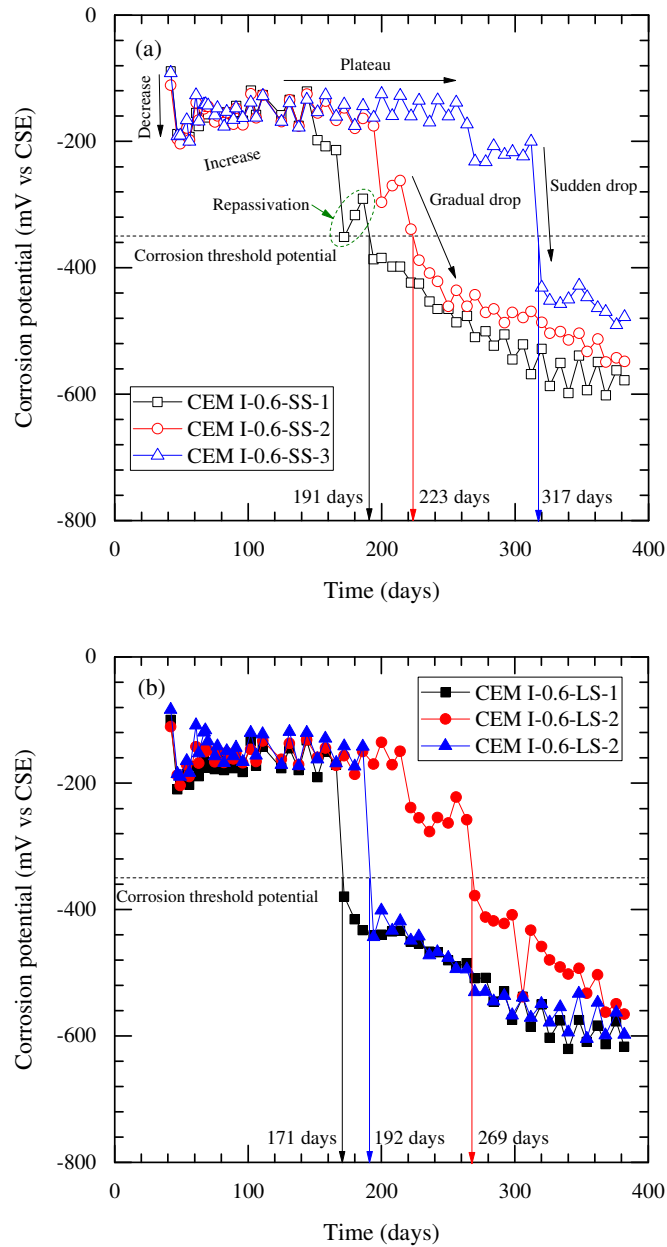 0
(a)
Plateau
Decrease
-200
Increase
Repassivation
Gradual drop
Sudden drop
Corrosion threshold potential
-400
Corrosion potential (mV vs CSE)
CEM I-0.6-SS-1
CEM I-0.6-SS-2
CEM I-0.6-SS-3
-600
191 days
223 days
317 days
-800
0 100 200 300 400
Time (days)
0
(b)
CEM I-0.6-LS-1
CEM I-0.6-LS-2
CEM I-0.6-LS-2
-200
Corrosion threshold potential
-400
Corrosion potential (mV vs CSE)
-600
171 days
192 days
269 days
-800
0 100 200 300 400
Time (days)